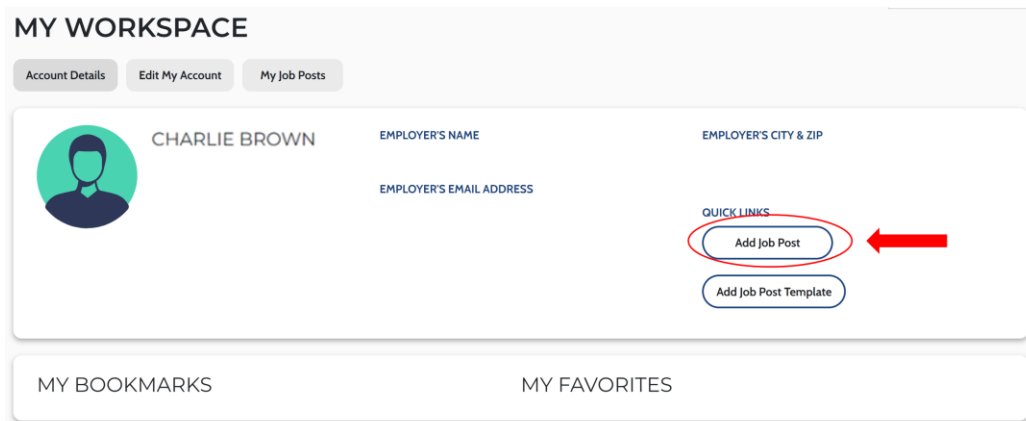 MY WORKSPACE
Account Details
Edit My Account
My Job Posts
CHARLIE BROWN
EMPLOYER'S NAME
EMPLOYER'S EMAIL ADDRESS
EMPLOYER'S CITY & ZIP
QUICK LINKS
Add Job Post
Add Job Post Template
MY BOOKMARKS
MY FAVORITES